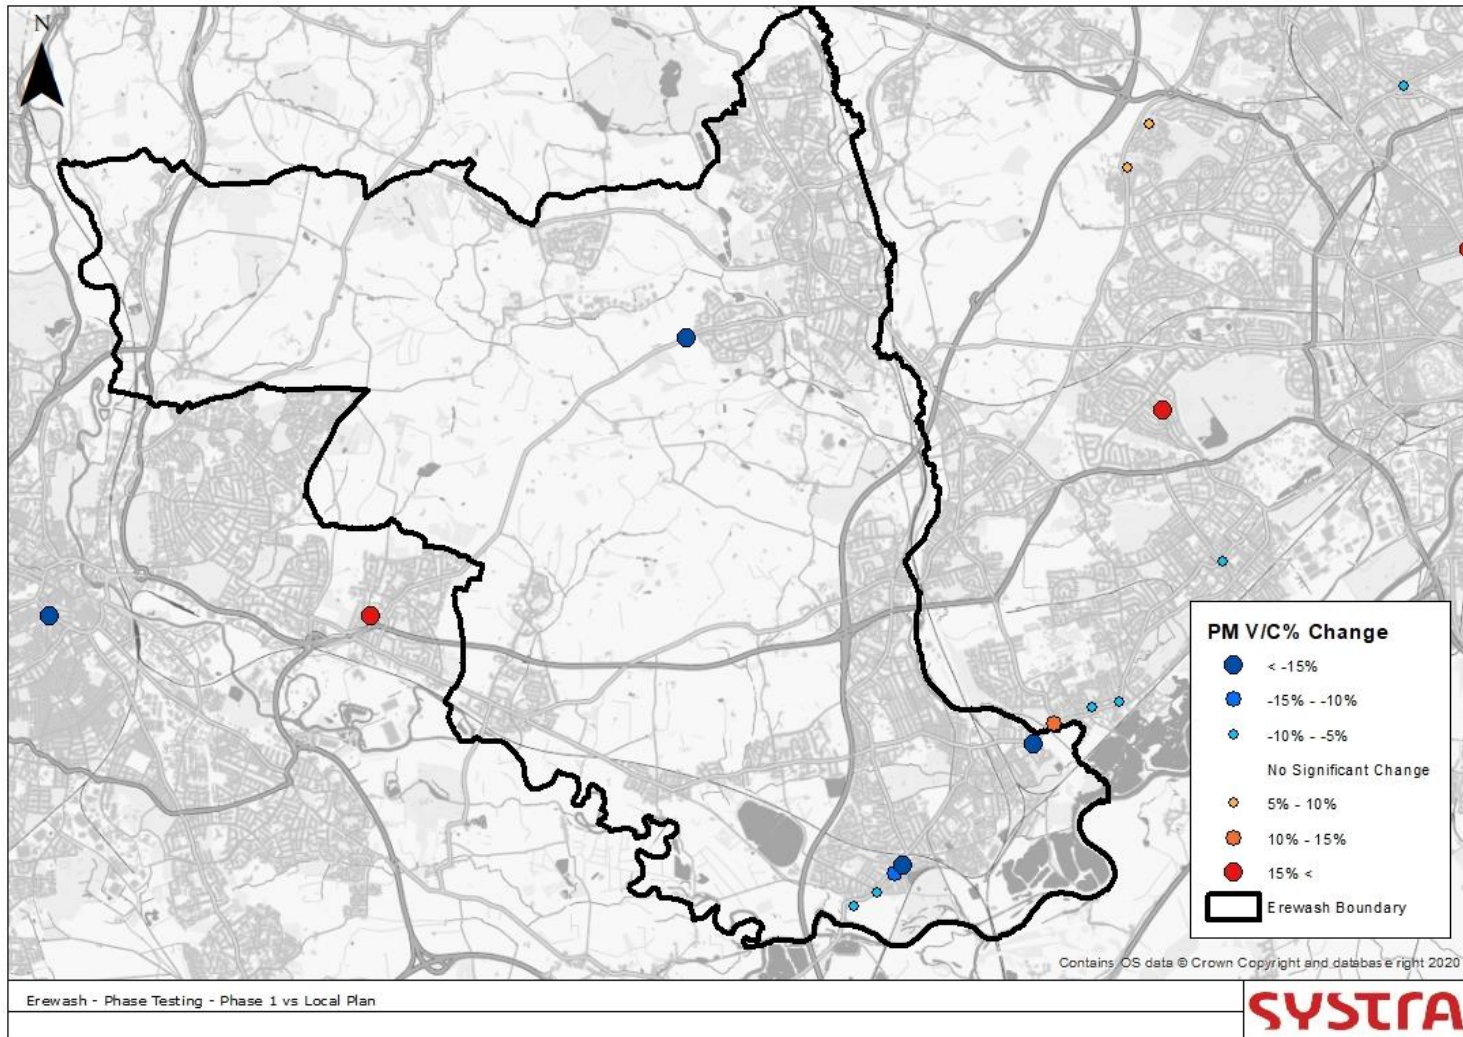 N
PM V/C% Change
< -15%
-15% - -10%
-10% - -5%
No Significant Change
5% - 10%
10% - 15%
15% <
Erewash Boundary
Contains OS data © Crown Copyright and database right 2020
Erewash - Phase Testing - Phase 1 vs Local Plan
SYSTRA